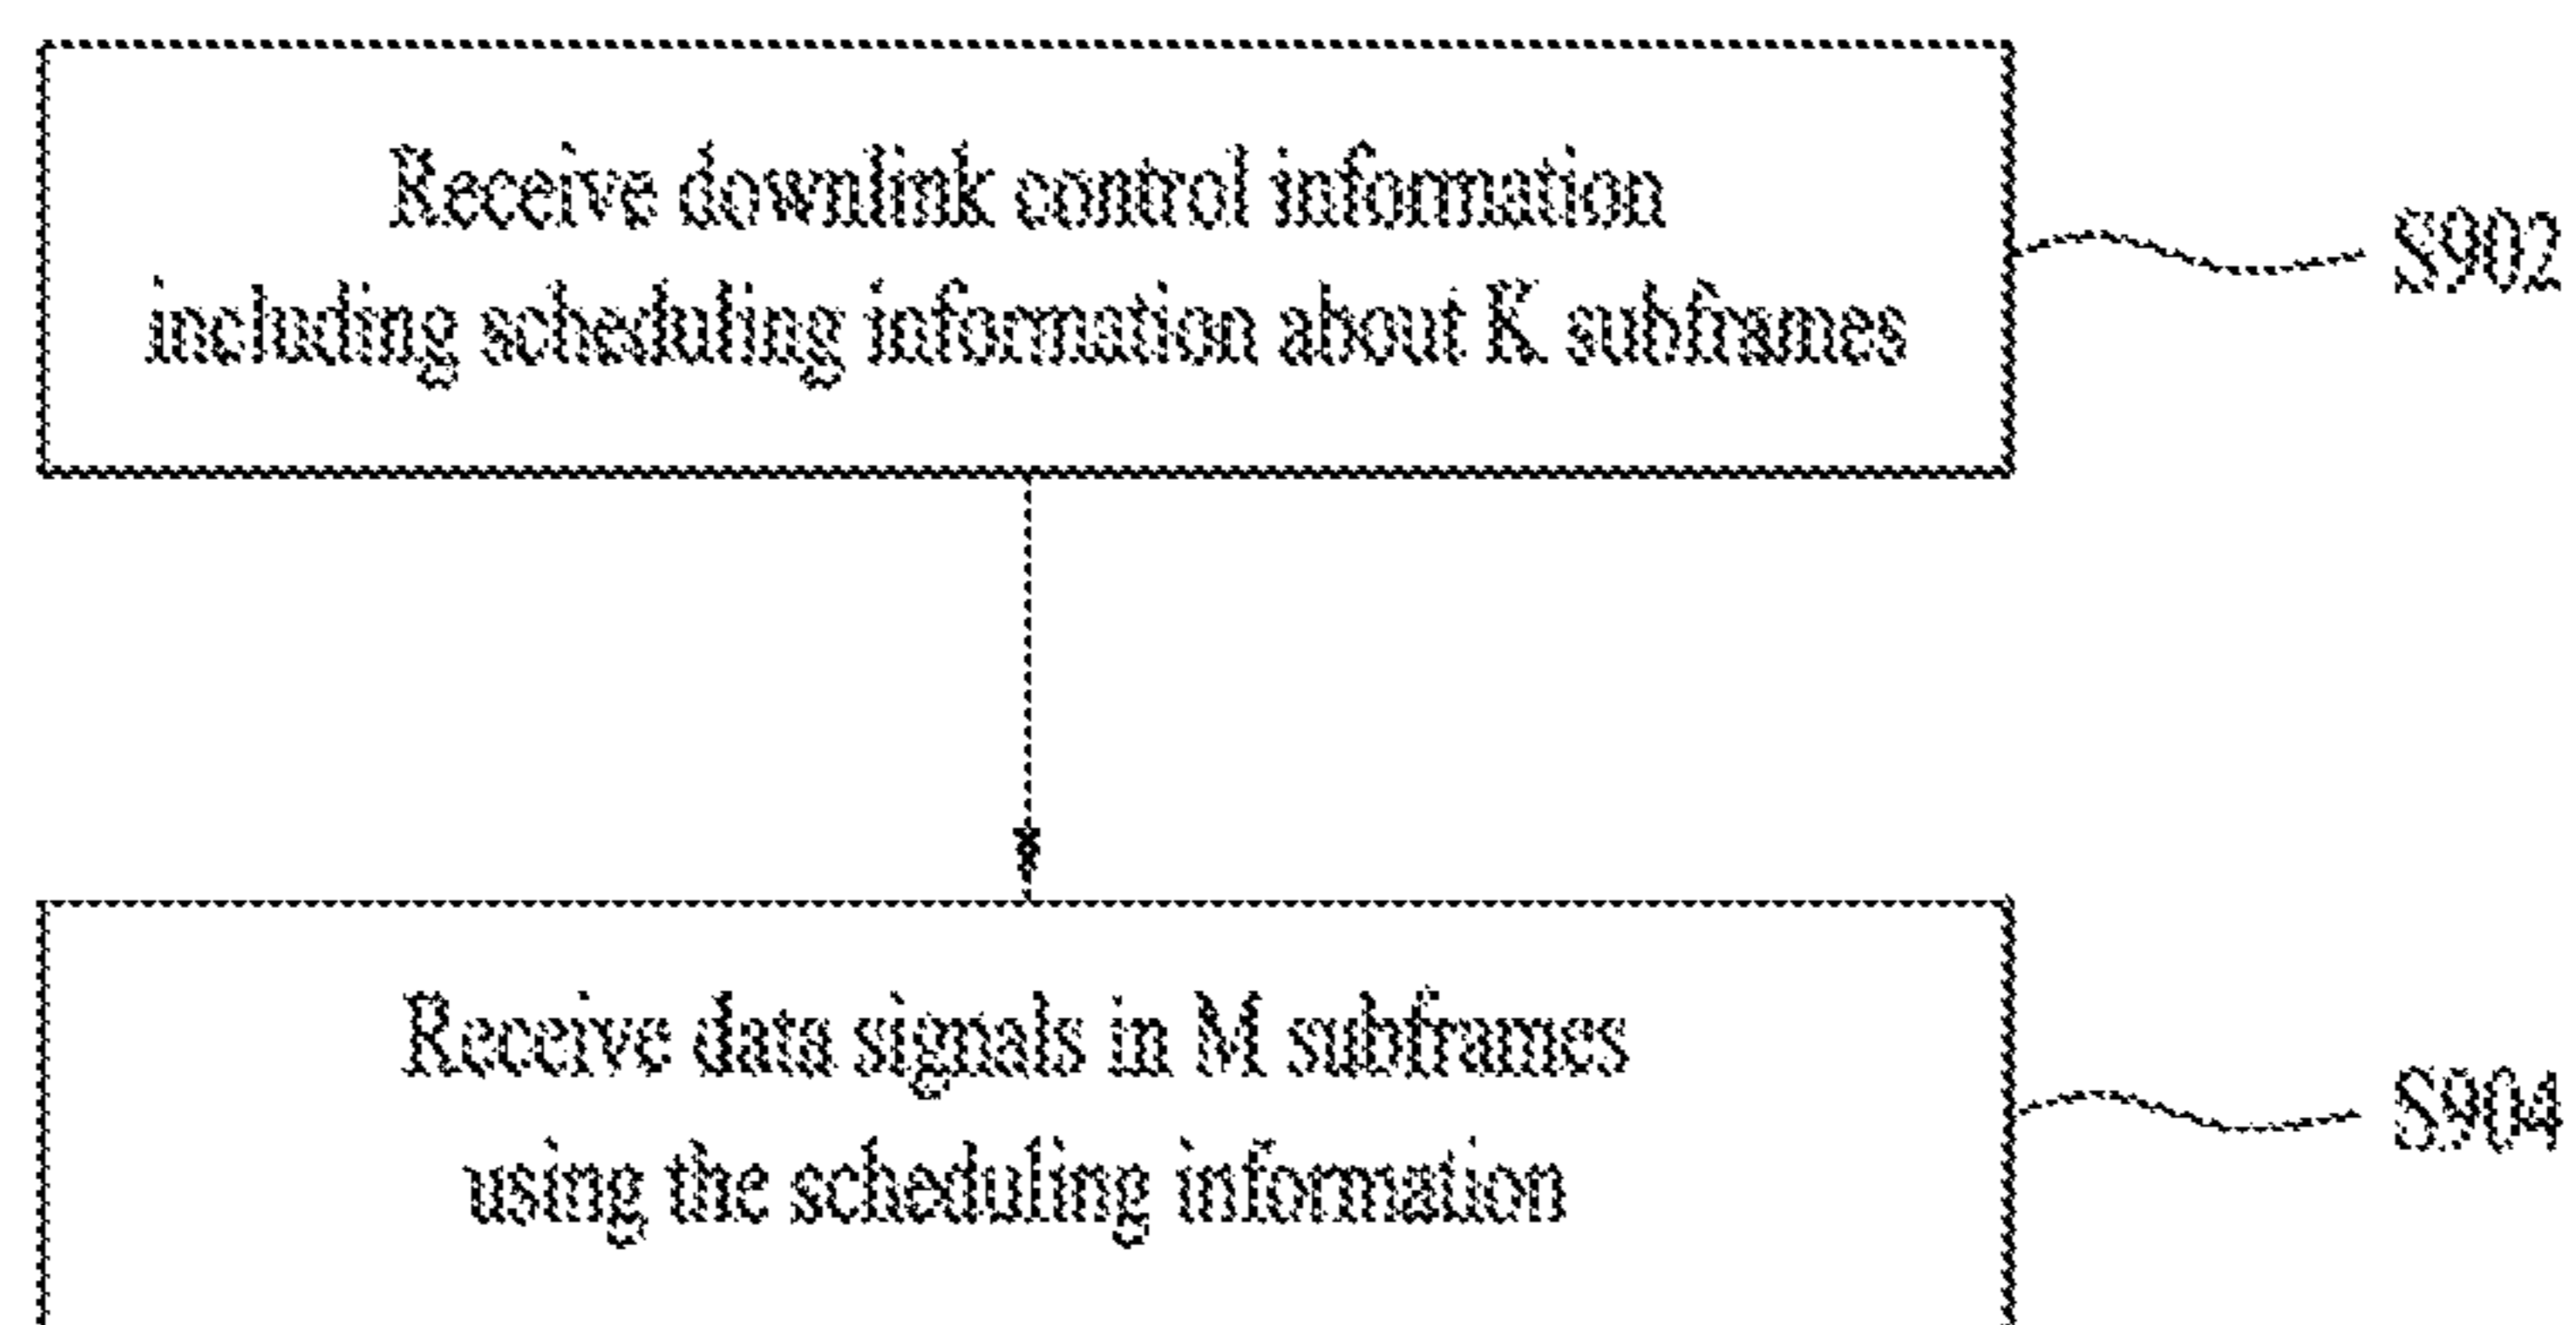 Receive downlink control information
including scheduling information about K subframes
S902
Receive data signals in M subframes
using the scheduling information
S904